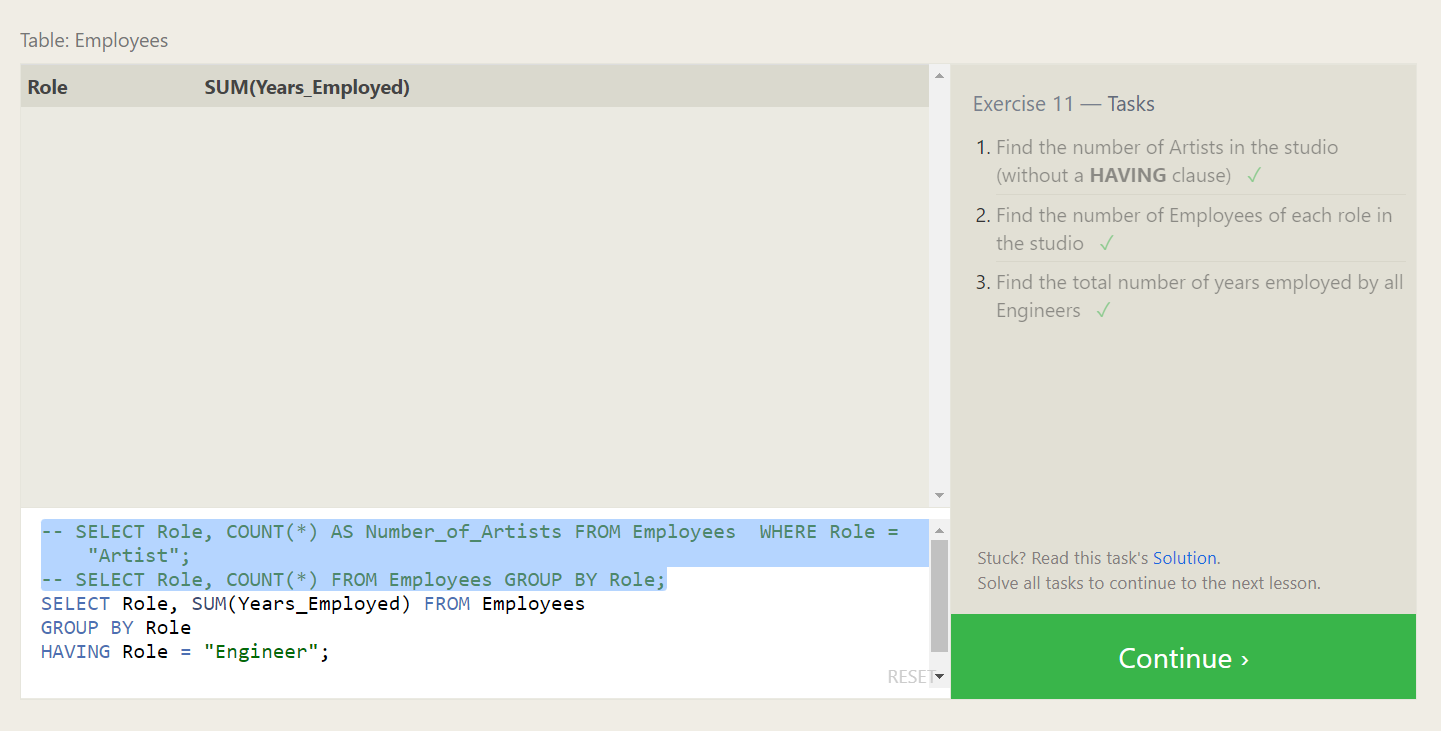 Table: Employees
Role SUM(Years_Employed)
Exercise 11 — Tasks
1. Find the number of Artists in the studio
(without a HAVING clause) ✓
2. Find the number of Employees of each role in
the studio ✓
3. Find the total number of years employed by all
Engineers ✓
-- SELECT Role, COUNT(*) AS Number_of_Artists FROM Employees  WHERE Role =
"Artist";
-- SELECT Role, COUNT(*) FROM Employees GROUP BY Role;
SELECT Role, SUM(Years_Employed) FROM Employees
GROUP BY Role
HAVING Role = "Engineer";
RESET
Stuck? Read this task's Solution.
Solve all tasks to continue to the next lesson.
Continue ›